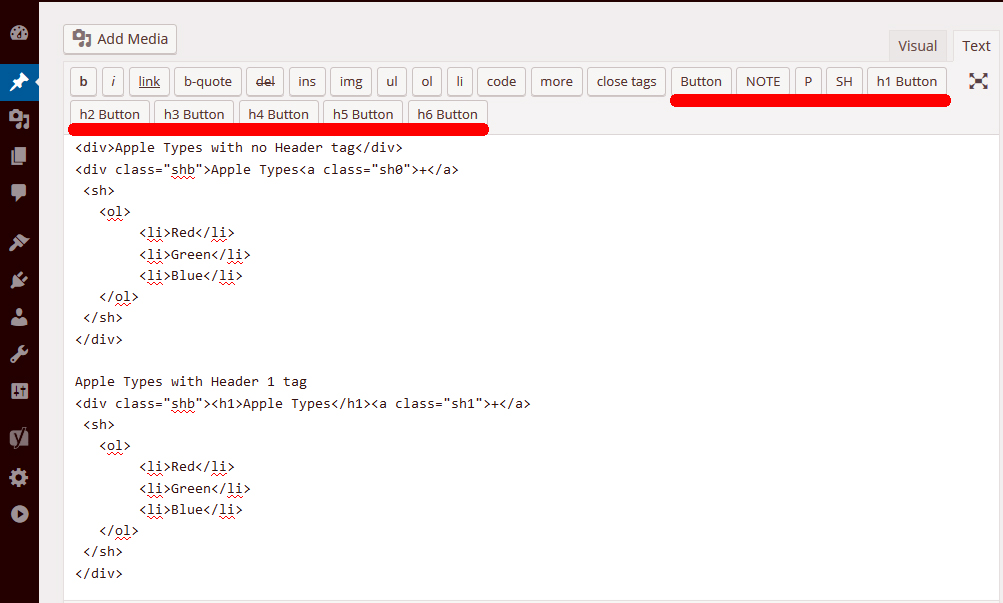 Add Media
Visual Text
b i link b-quote del ins img ul ol li code more close tags Button NOTE P SH h1 Button
h2 Button h3 Button h4 Button h5 Button h6 Button
<div>Apple Types with no Header tag</div>
<div class="shb">Apple Types<a class="sh0">+</a>
<sh>
<ol>
<li>Red</li>
<li>Green</li>
<li>Blue</li>
</ol>
</sh>
</div>
Apple Types with Header 1 tag
<div class="shb"><h1>Apple Types</h1><a class="sh1">+</a>
<sh>
<ol>
<li>Red</li>
<li>Green</li>
<li>Blue</li>
</ol>
</sh>
</div>